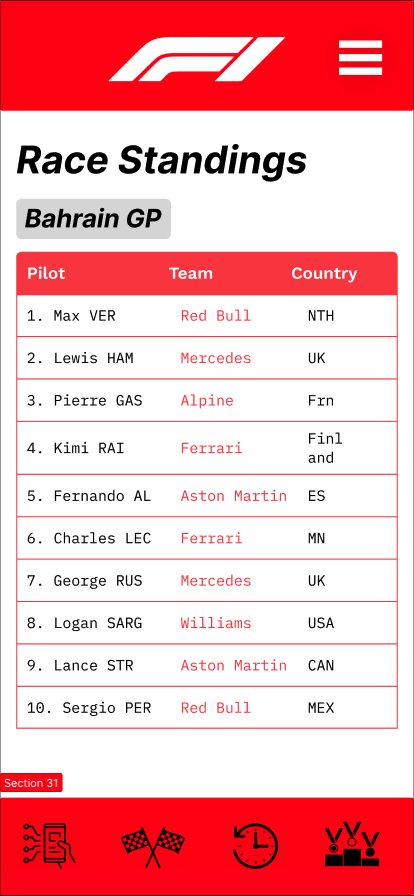 F1
Race Standings
Bahrain GP
Pilot Team Country
1. Max VER Red Bull NTH
2. Lewis HAM Mercedes UK
3. Pierre GAS Alpine Frn
4. Kimi RAI Ferrari Finl
and
5. Fernando AL Aston Martin ES
6. Charles LEC Ferrari MN
7. George RUS Mercedes UK
8. Logan SARG Williams USA
9. Lance STR Aston Martin CAN
10. Sergio PER Red Bull MEX
Section 31